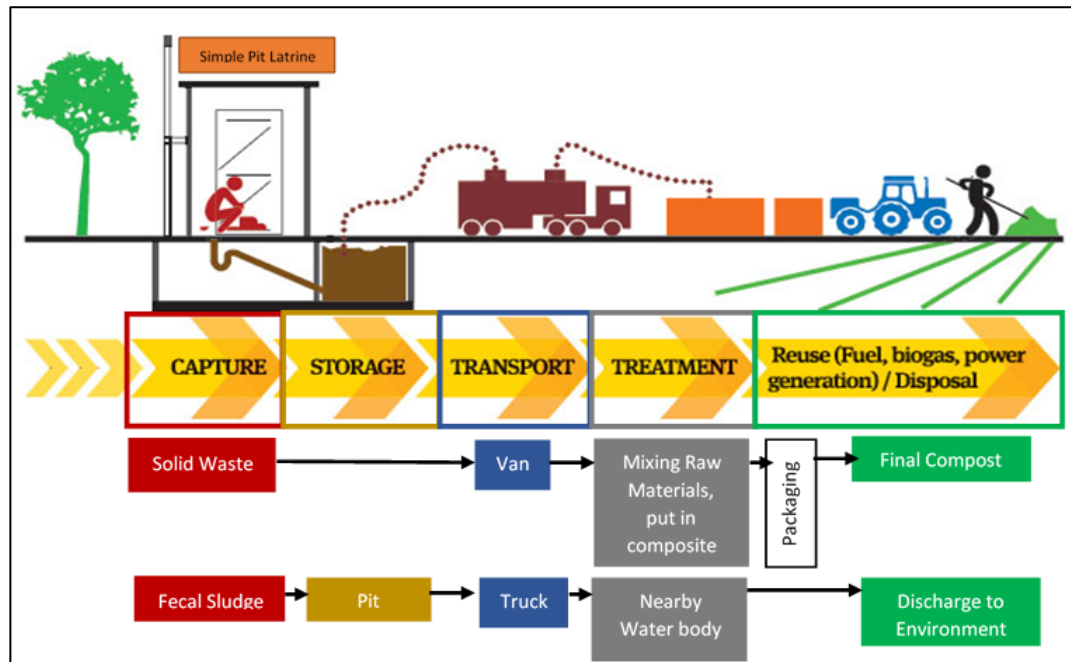 Simple Pit Latrine
CAPTURE
STORAGE
TRANSPORT
TREATMENT
Reuse (Fuel, biogas, power
generation) / Disposal
Solid Waste
Van
Mixing Raw
Materials,
put in
composite
Packaging
Final Compost
Fecal Sludge
Pit
Truck
Nearby
Water body
Discharge to
Environment